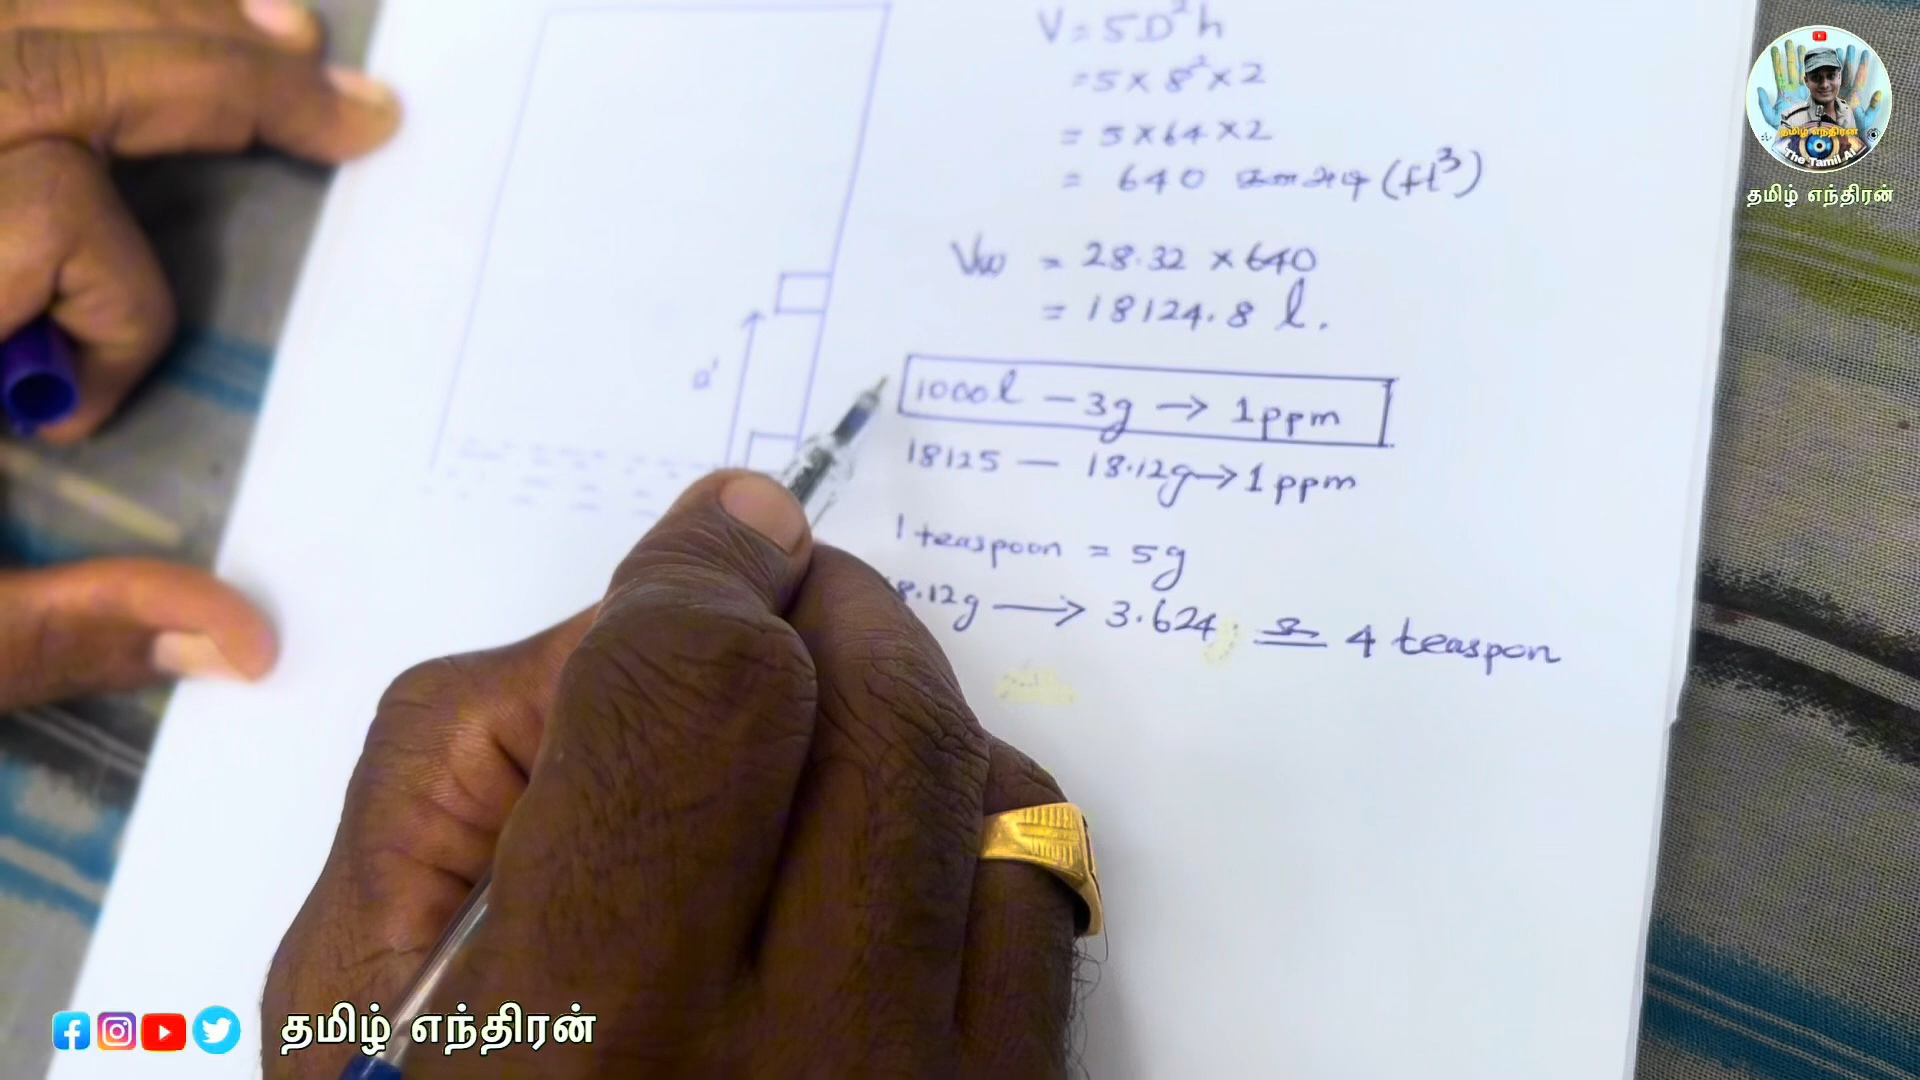 V = 5D²h
= 5 × 8² × 2
= 5 × 64 × 2
= 640 கனஅடி (ft³)
Vw = 28.32 × 640
= 18124.8 l.
a'
1000l – 3g → 1ppm
18125 – 18.12g → 1ppm
1 teaspoon = 5g
8.12g → 3.624 ≅ 4 teaspon
தமிழ் எந்திரன்
The Tamil AI
தமிழ் எந்திரன்
தமிழ் எந்திரன்